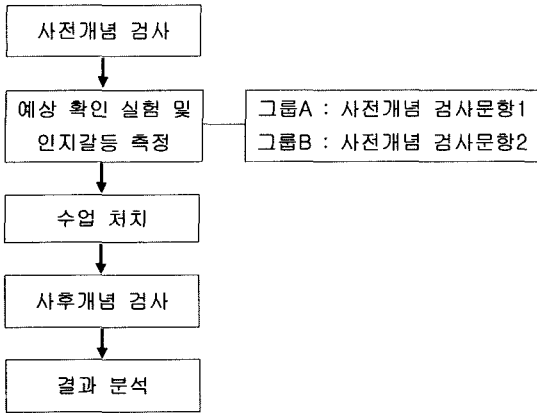 사전개념 검사
예상 확인 실험 및
인지갈등 측정
그룹A : 사전개념 검사문항1
그룹B : 사전개념 검사문항2
수업 처치
사후개념 검사
결과 분석